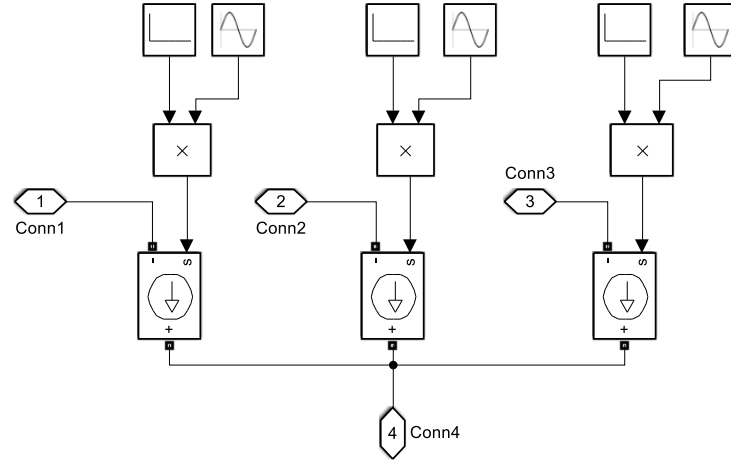 × × ×
Conn3
1 2 3
Conn1 Conn2
- s - s - s
+ + +
4 Conn4